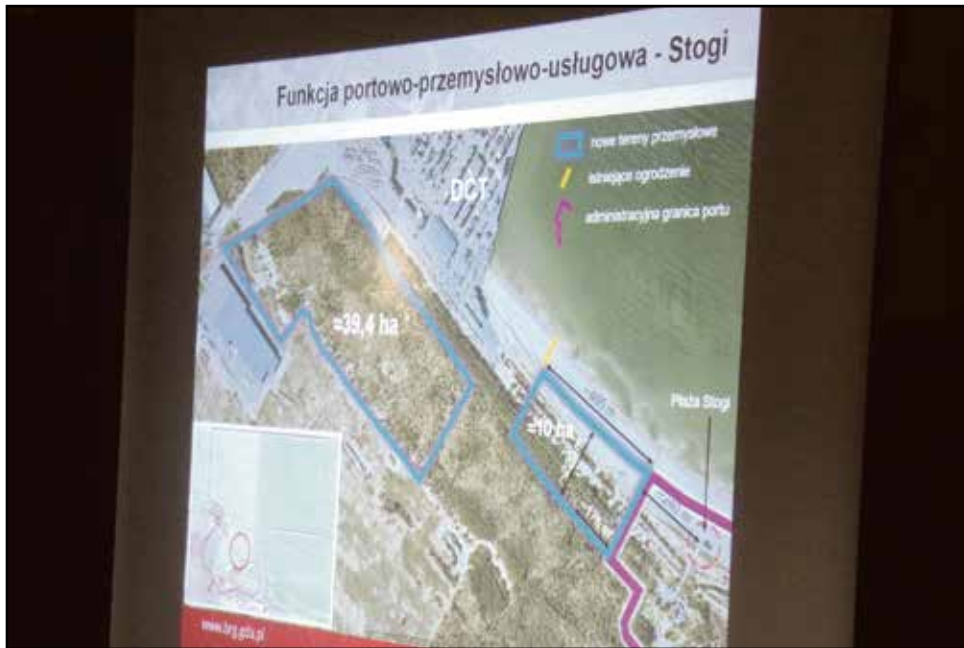 Funkcja portowo-przemysłowo-usługowa - Stogi
nowe tereny przemysłowe
istniejące ogrodzenie
administracyjna granica portu
DCT
≈39,4 ha
≈10 ha
Plaża Stogi
www.brg.gda.pl